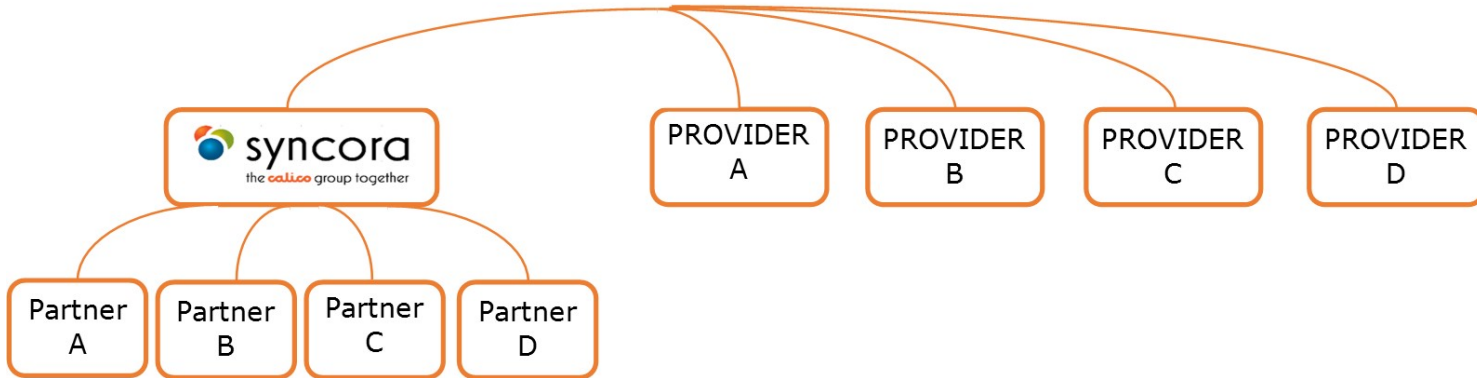 syncora
the calico group together
PROVIDER
A
PROVIDER
B
PROVIDER
C
PROVIDER
D
Partner
A
Partner
B
Partner
C
Partner
D